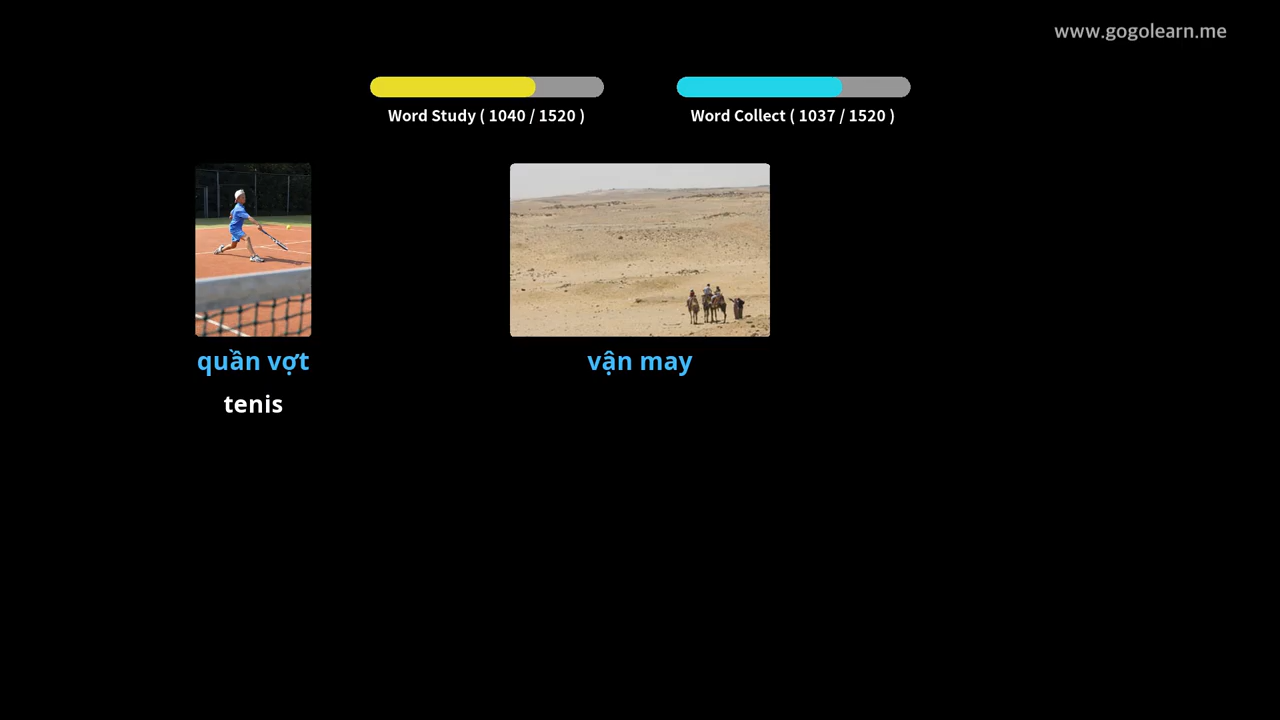 www.gogolearn.me
Word Study ( 1040 / 1520 )
Word Collect ( 1037 / 1520 )
quần vợt
vận may
tenis